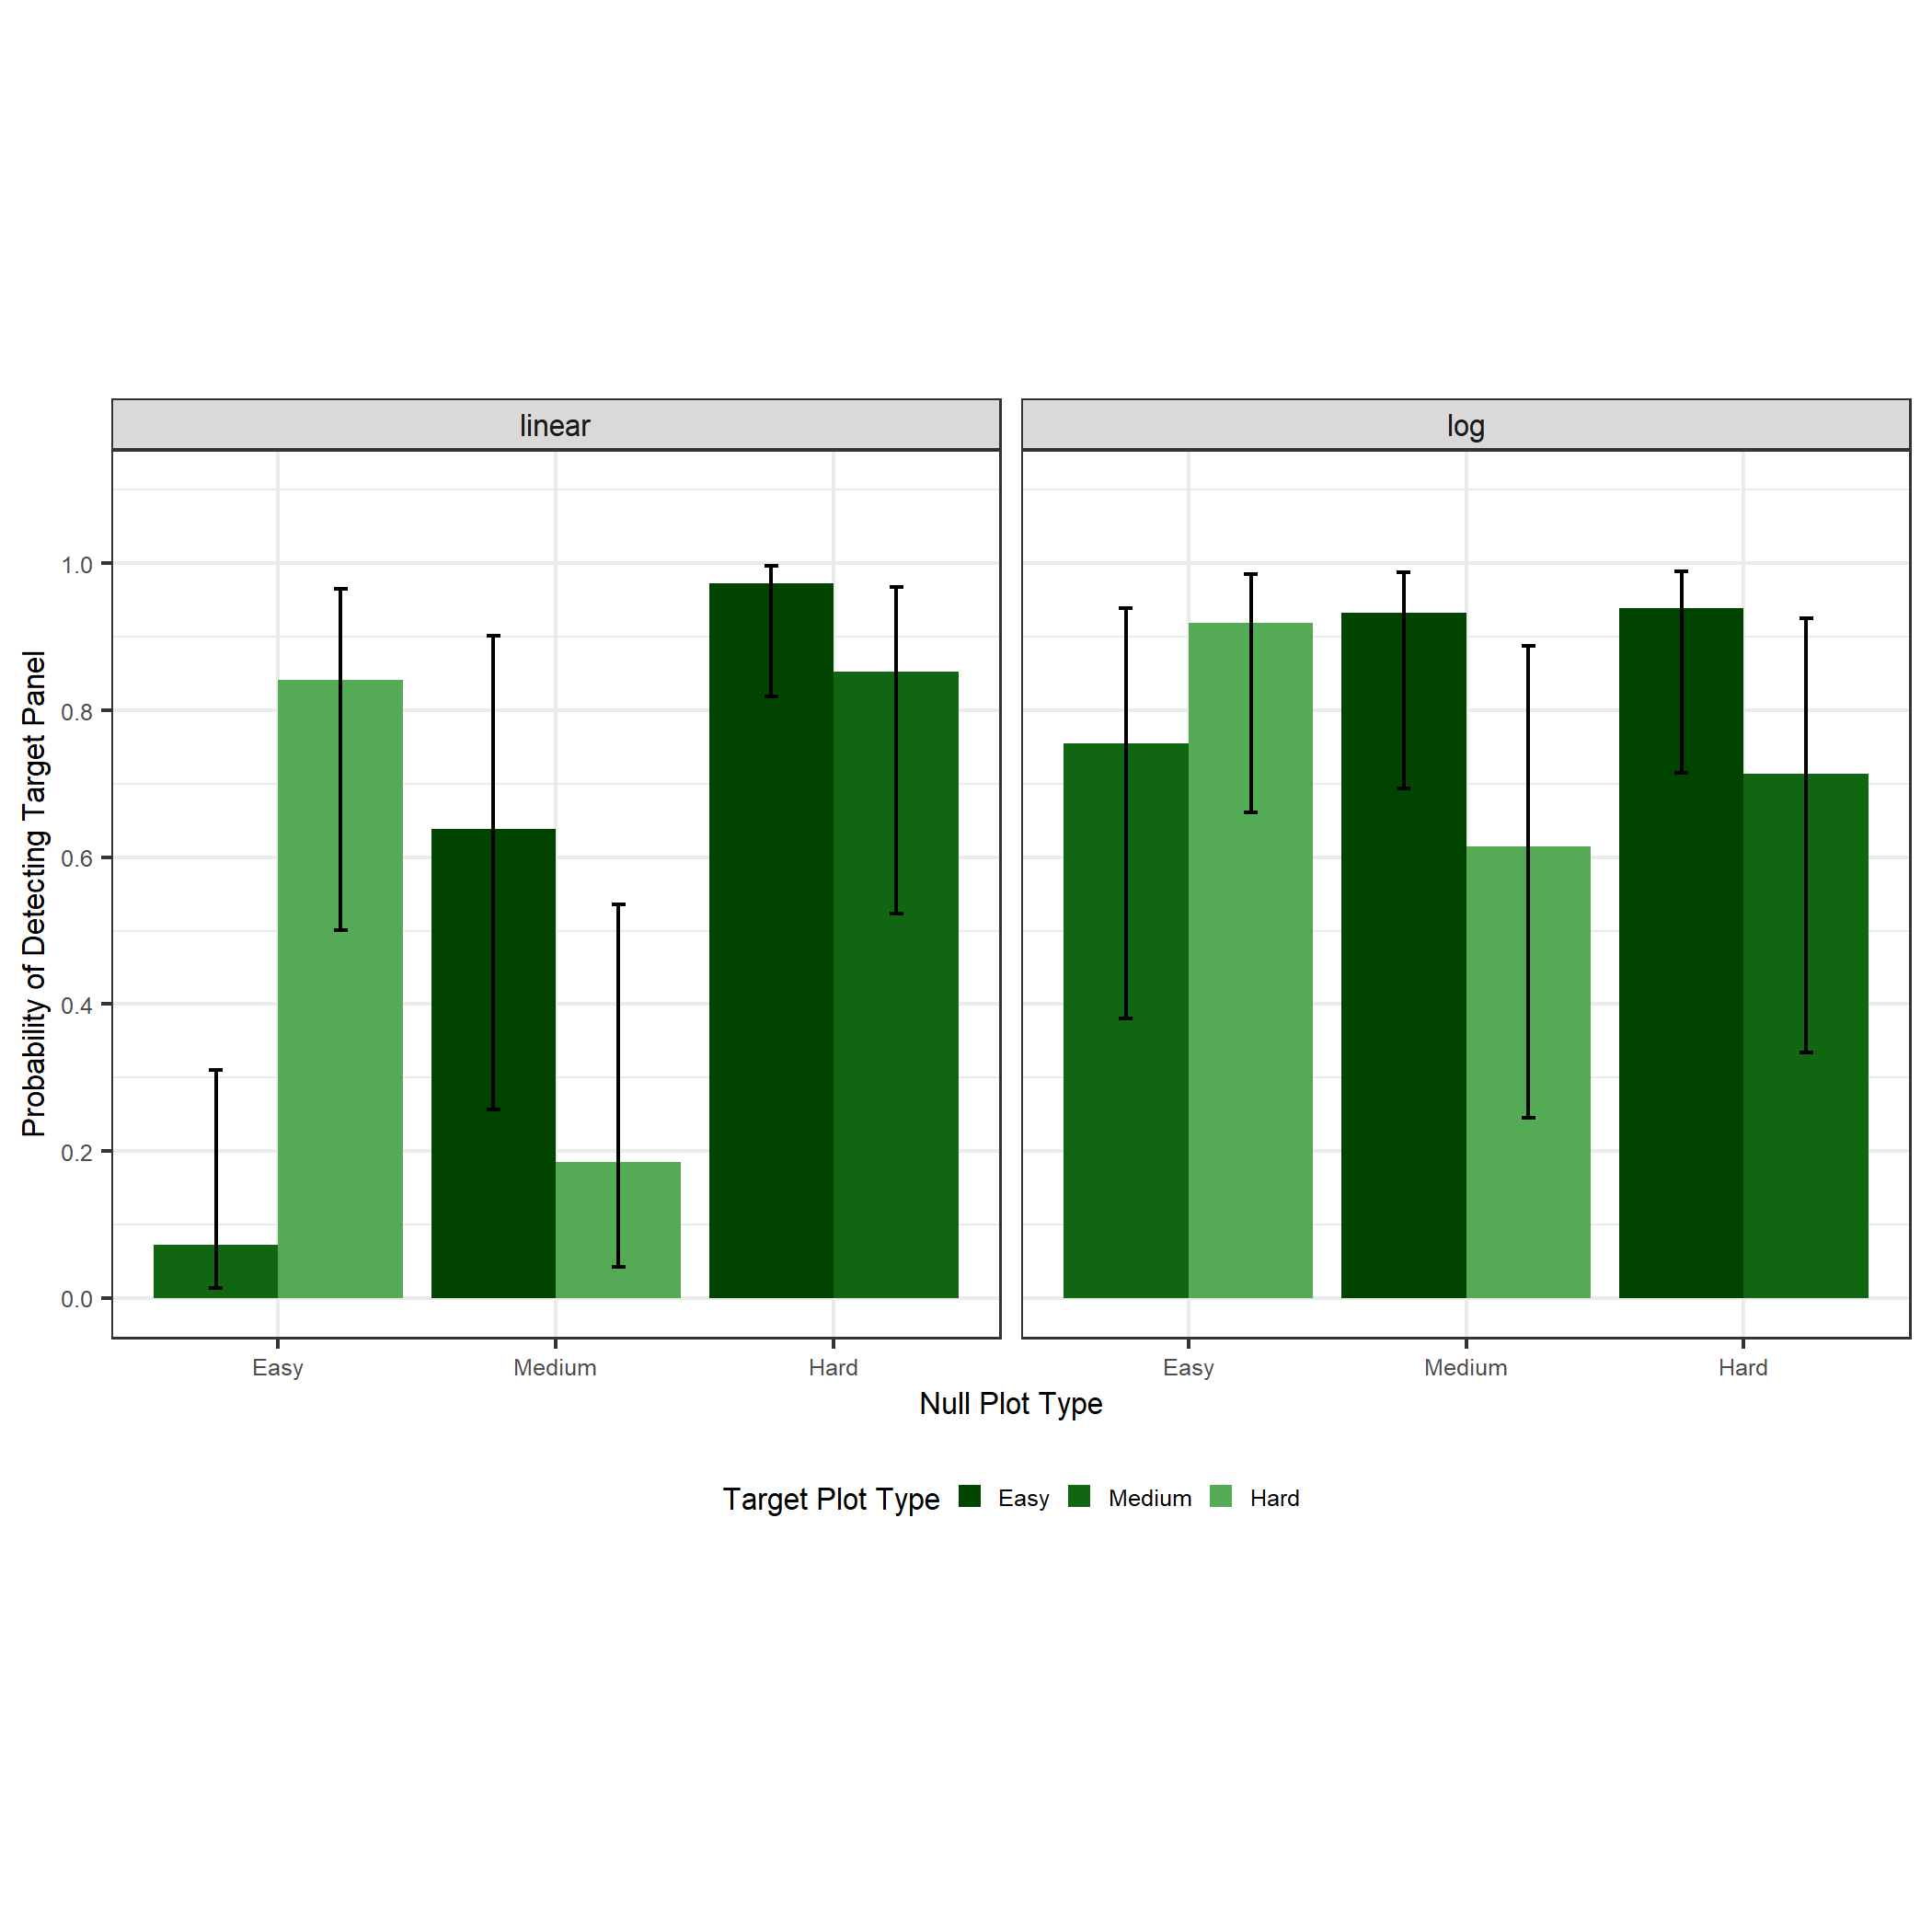 linear
log
Probability of Detecting Target Panel
1.0
0.8
0.6
0.4
0.2
0.0
Easy Medium Hard
Easy Medium Hard
Null Plot Type
Target Plot Type Easy Medium Hard